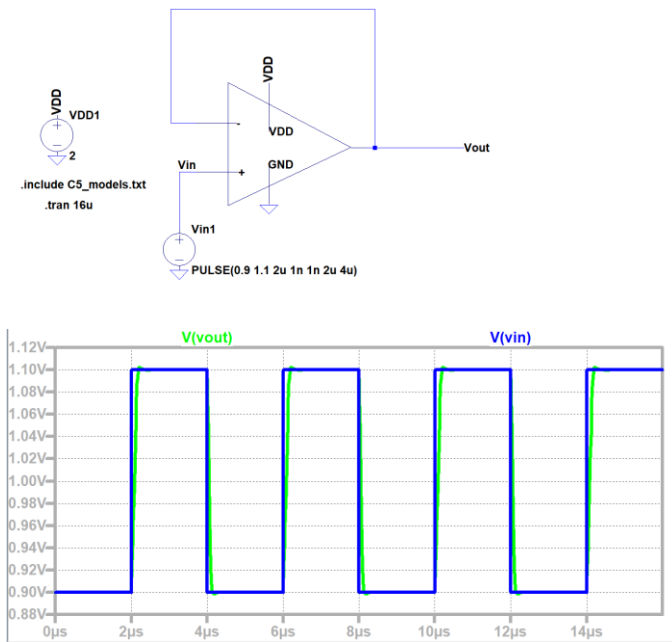 VDD
VDD
VDD1
-
VDD
2
GND
Vout
Vin
+
.include C5_models.txt
.tran 16u
Vin1
PULSE(0.9 1.1 2u 1n 1n 2u 4u)
V(vout) V(vin)
1.12V
1.10V
1.08V
1.06V
1.04V
1.02V
1.00V
0.98V
0.96V
0.94V
0.92V
0.90V
0.88V
0µs 2µs 4µs 6µs 8µs 10µs 12µs 14µs